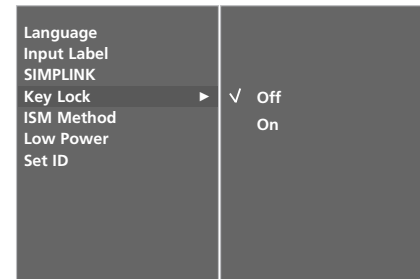 Language
Input Label
SIMPLINK
Key Lock ►
ISM Method
Low Power
Set ID
√ Off
On